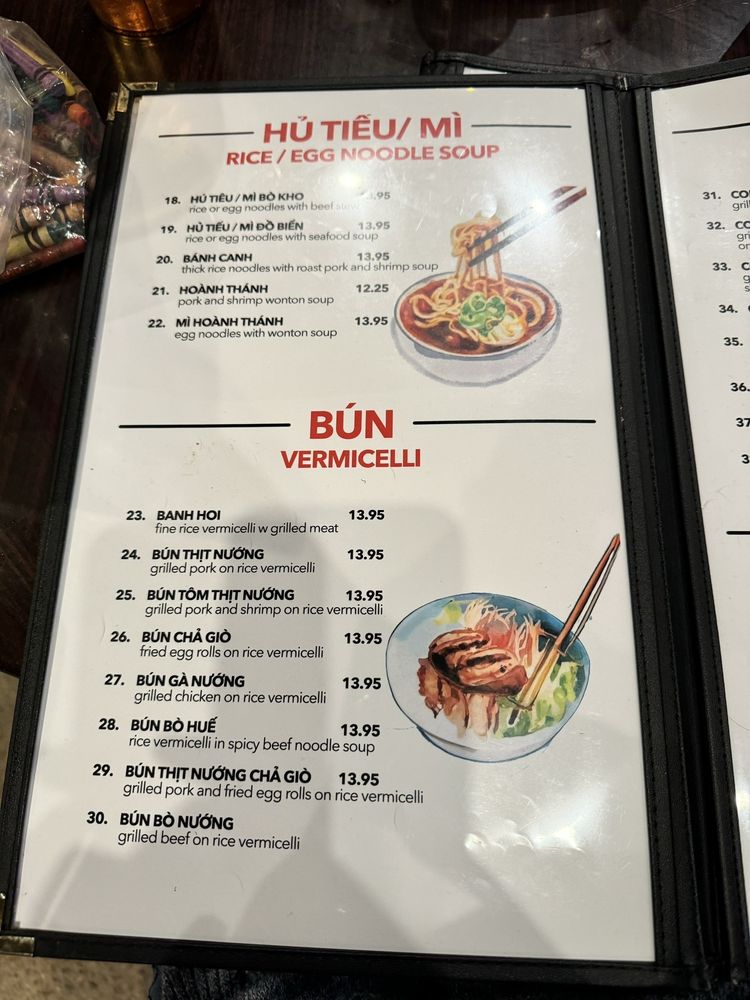 HỦ TIẾU/ MÌ
RICE / EGG NOODLE SOUP
18. HỦ TIẾU / MÌ BÒ KHO .95
rice or egg noodles with beef stew
19. HỦ TIẾU / MÌ ĐỒ BIỂN 13.95
rice or egg noodles with seafood soup
20. BÁNH CANH 13.95
thick rice noodles with roast pork and shrimp soup
21. HOÀNH THÁNH 12.25
pork and shrimp wonton soup
22. MÌ HOÀNH THÁNH 13.95
egg noodles with wonton soup
BÚN
VERMICELLI
23. BANH HOI 13.95
fine rice vermicelli w grilled meat
24. BÚN THỊT NƯỚNG 13.95
grilled pork on rice vermicelli
25. BÚN TÔM THỊT NƯỚNG 13.95
grilled pork and shrimp on rice vermicelli
26. BÚN CHẢ GIÒ 13.95
fried egg rolls on rice vermicelli
27. BÚN GÀ NƯỚNG 13.95
grilled chicken on rice vermicelli
28. BÚN BÒ HUẾ 13.95
rice vermicelli in spicy beef noodle soup
29. BÚN THỊT NƯỚNG CHẢ GIÒ 13.95
grilled pork and fried egg rolls on rice vermicelli
30. BÚN BÒ NƯỚNG
grilled beef on rice vermicelli
31.
32.
33.
34.
35.
36.
37
3